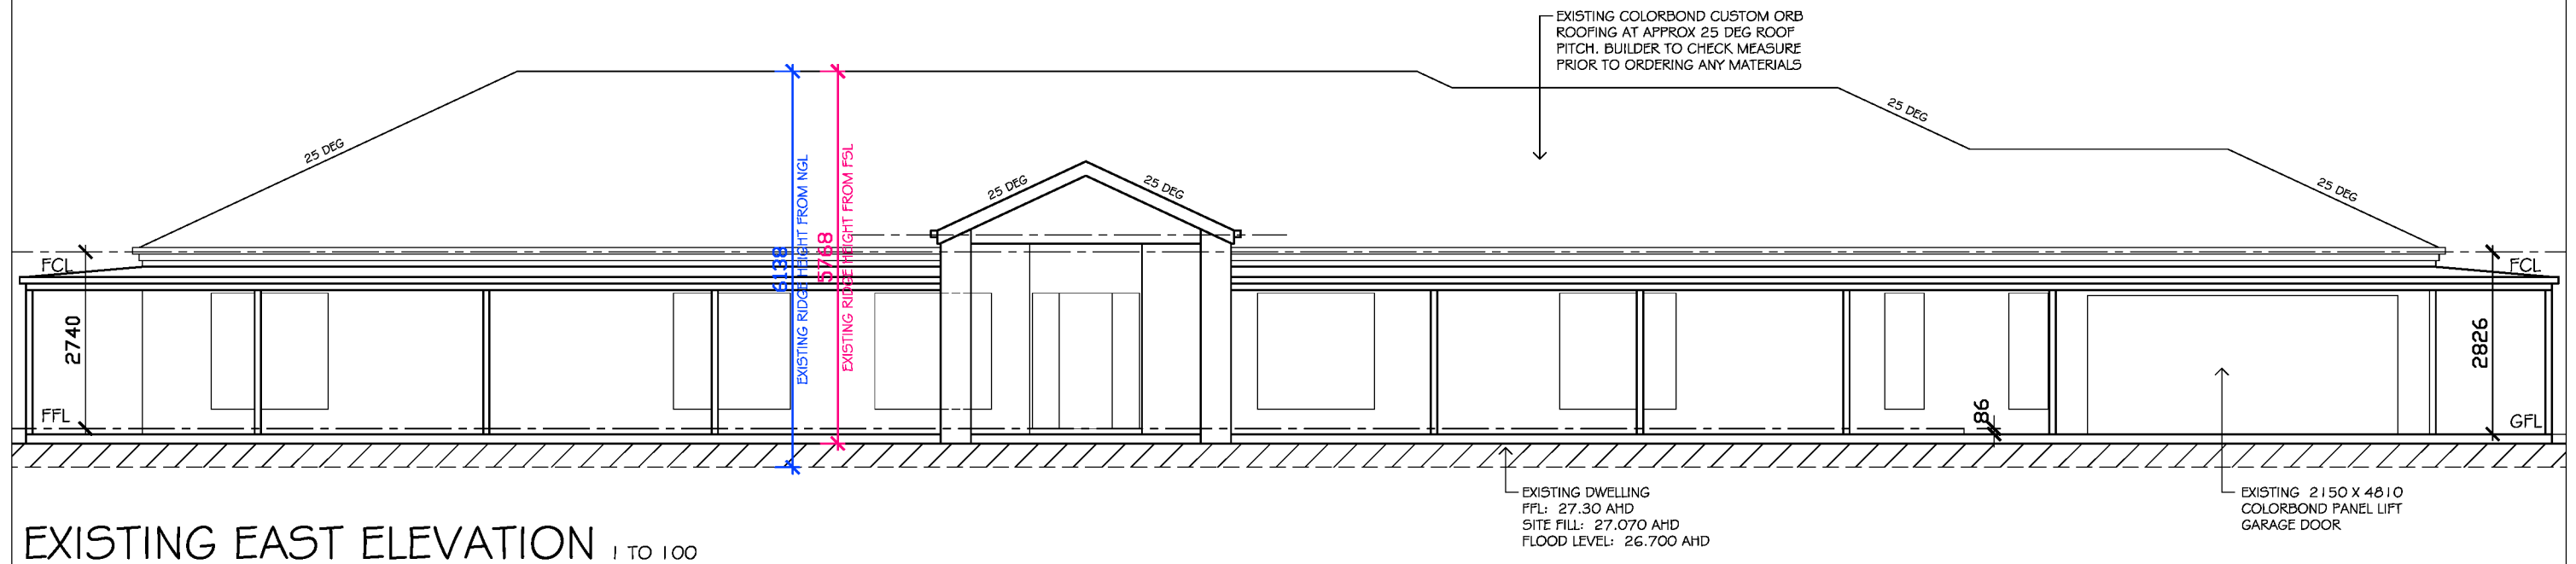 EXISTING COLORBOND CUSTOM ORB
ROOFING AT APPROX 25 DEG ROOF
PITCH. BUILDER TO CHECK MEASURE
PRIOR TO ORDERING ANY MATERIALS
25 DEG
25 DEG
25 DEG
25 DEG
25 DEG
6138
EXISTING RIDGE HEIGHT FROM NGL
5768
EXISTING RIDGE HEIGHT FROM FSL
FCL
2740
FFL
FCL
2826
GFL
86
EXISTING DWELLING
FFL: 27.30 AHD
SITE FILL: 27.070 AHD
FLOOD LEVEL: 26.700 AHD
EXISTING 2150 X 4810
COLORBOND PANEL LIFT
GARAGE DOOR
EXISTING EAST ELEVATION 1 TO 100